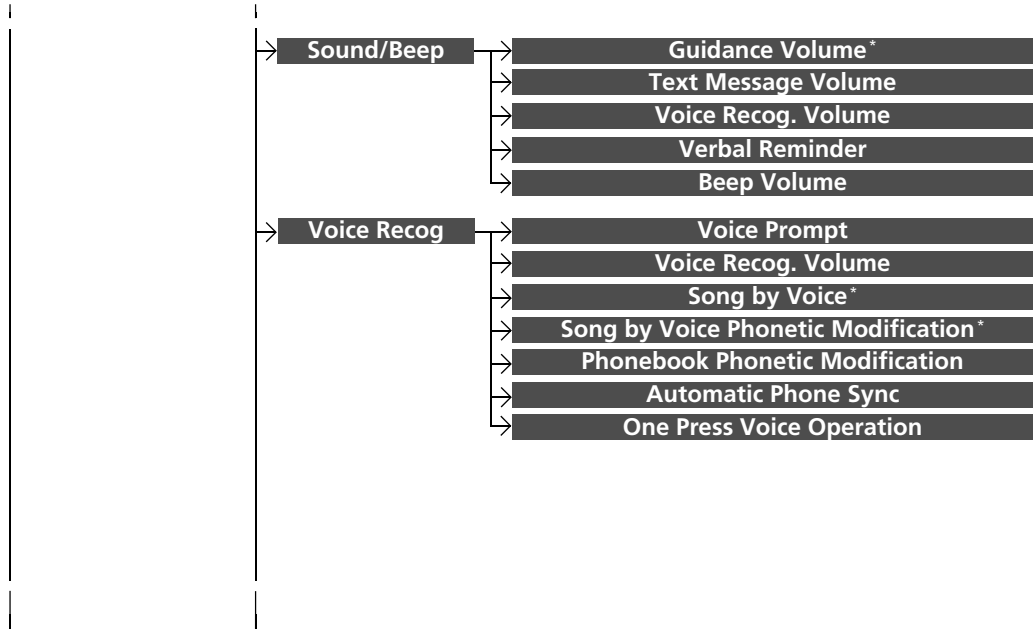 Sound/Beep
Guidance Volume*
Text Message Volume
Voice Recog. Volume
Verbal Reminder
Beep Volume
Voice Recog
Voice Prompt
Voice Recog. Volume
Song by Voice*
Song by Voice Phonetic Modification*
Phonebook Phonetic Modification
Automatic Phone Sync
One Press Voice Operation